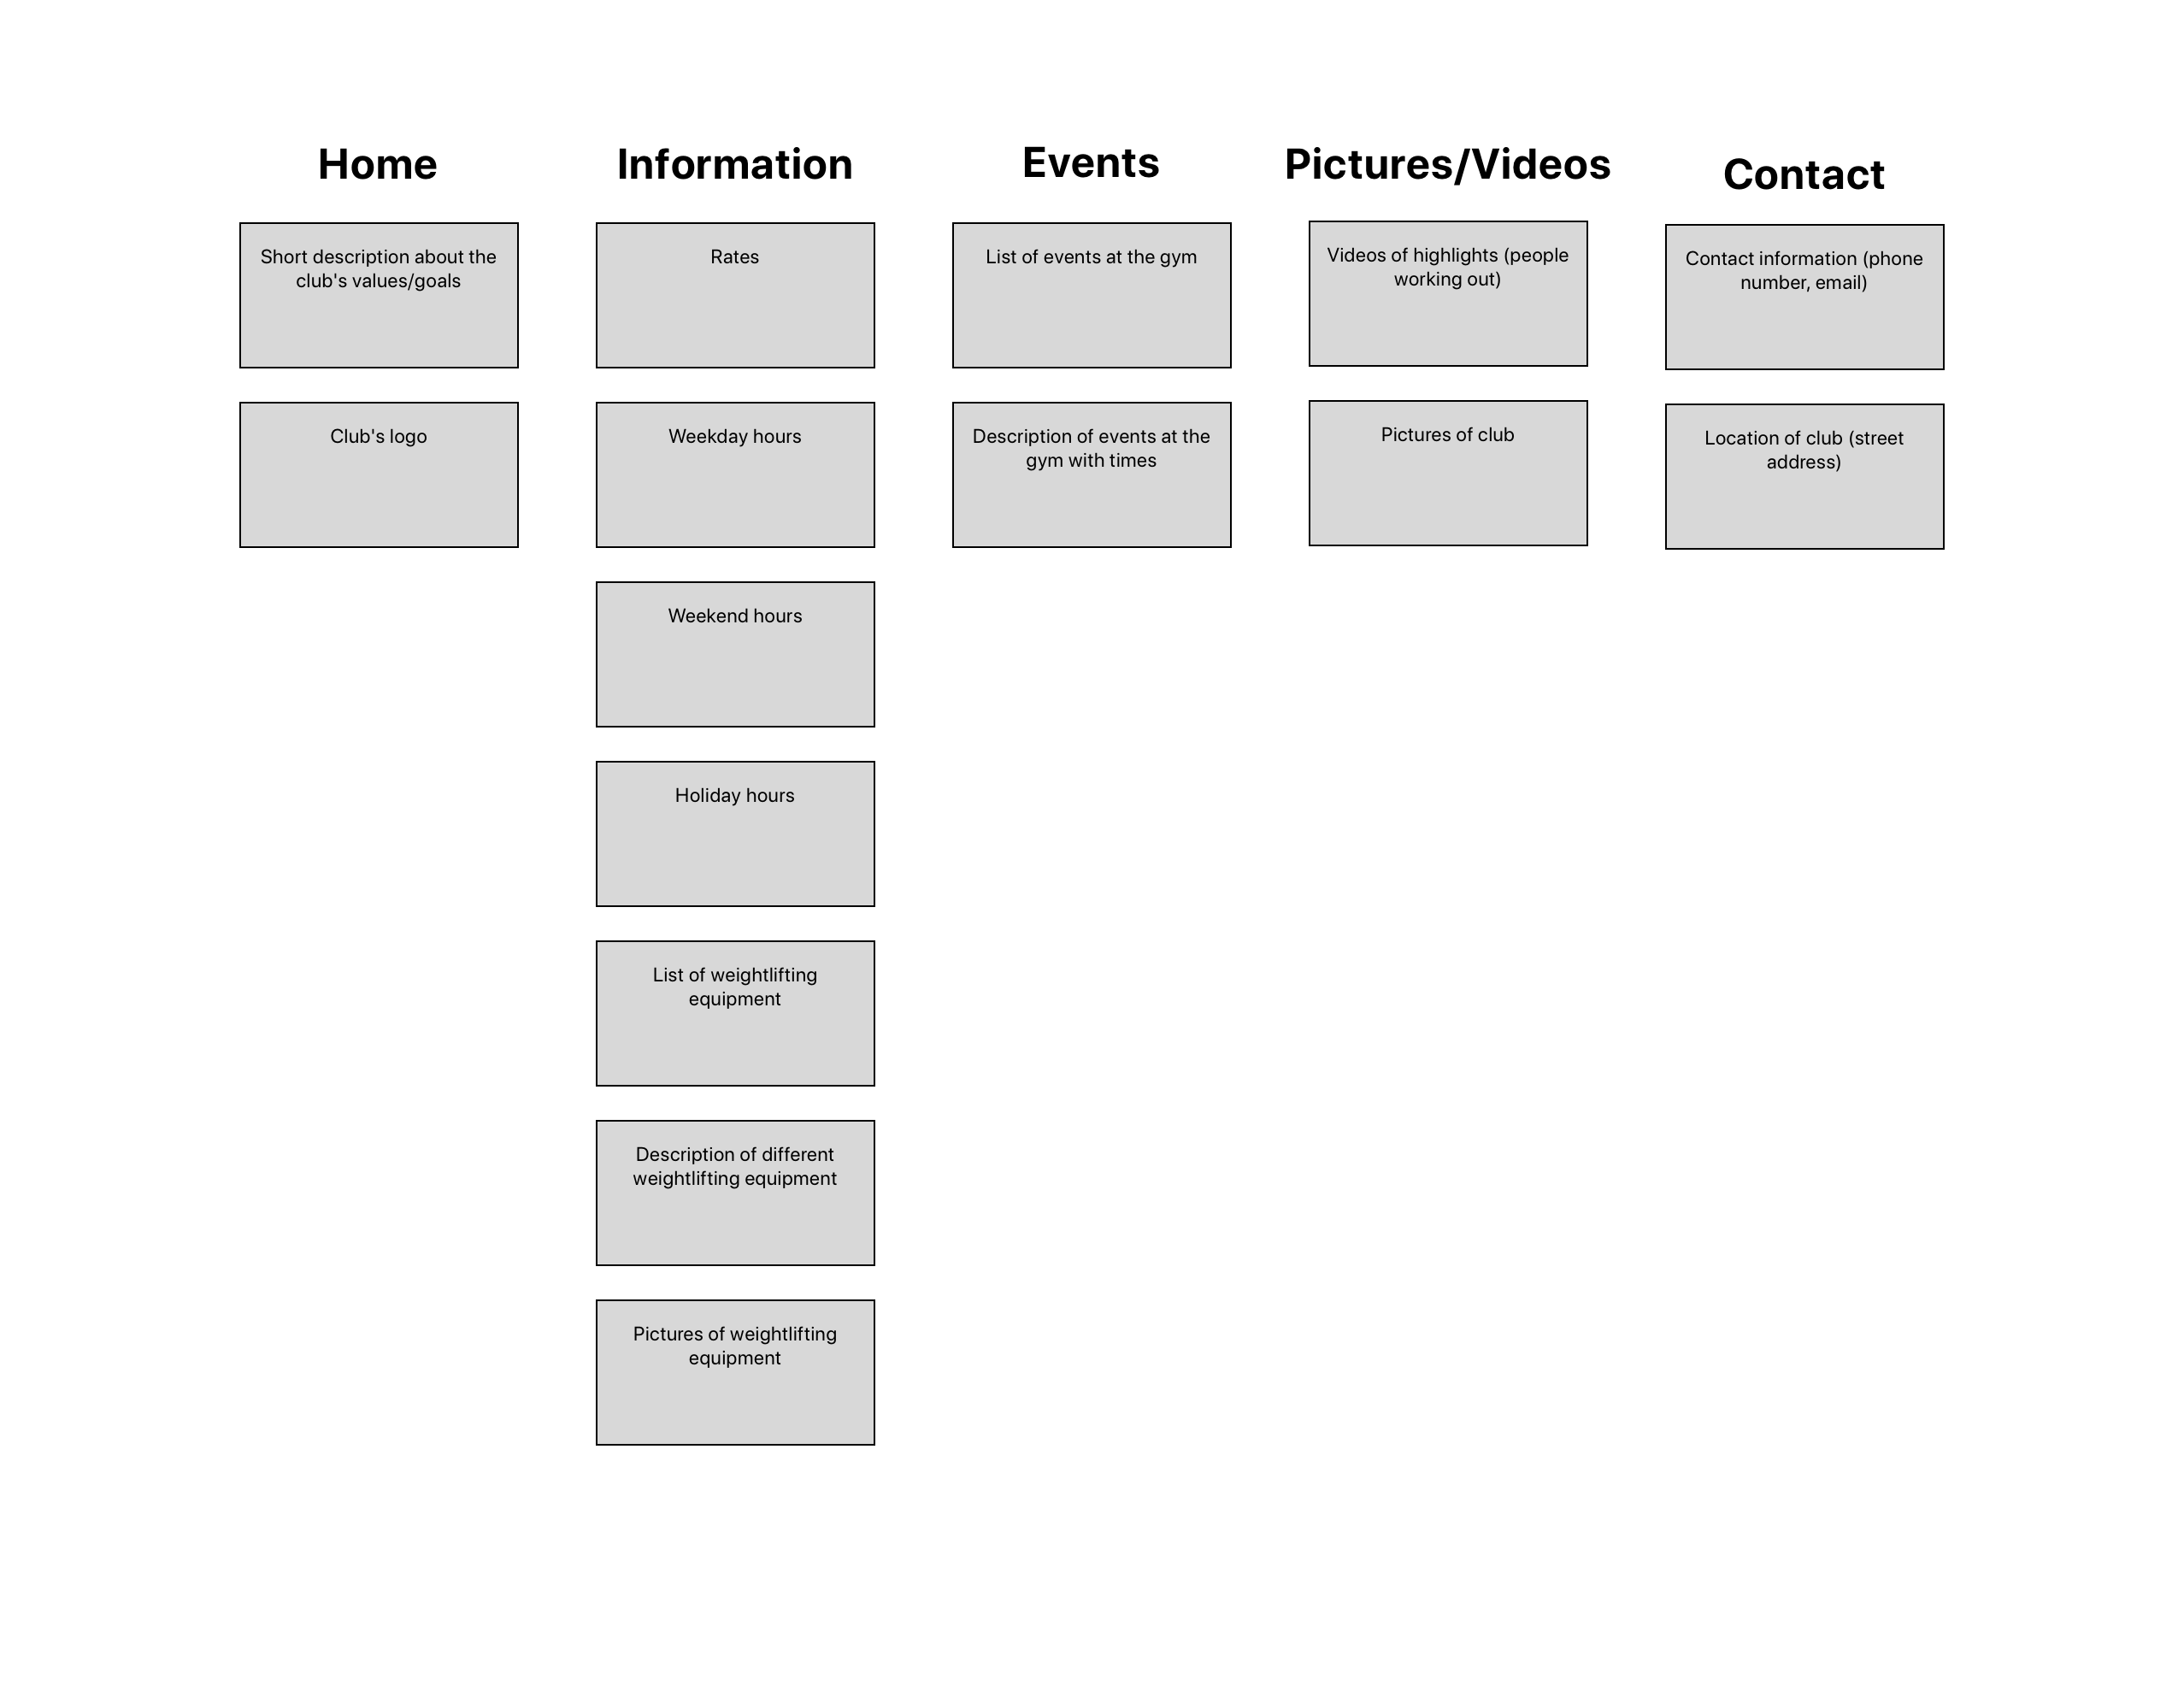 Home
Short description about the
club's values/goals
Club's logo
Information
Rates
Weekday hours
Weekend hours
Holiday hours
List of weightlifting
equipment
Description of different
weightlifting equipment
Pictures of weightlifting
equipment
Events
List of events at the gym
Description of events at the
gym with times
Pictures/Videos
Videos of highlights (people
working out)
Pictures of club
Contact
Contact information (phone
number, email)
Location of club (street
address)